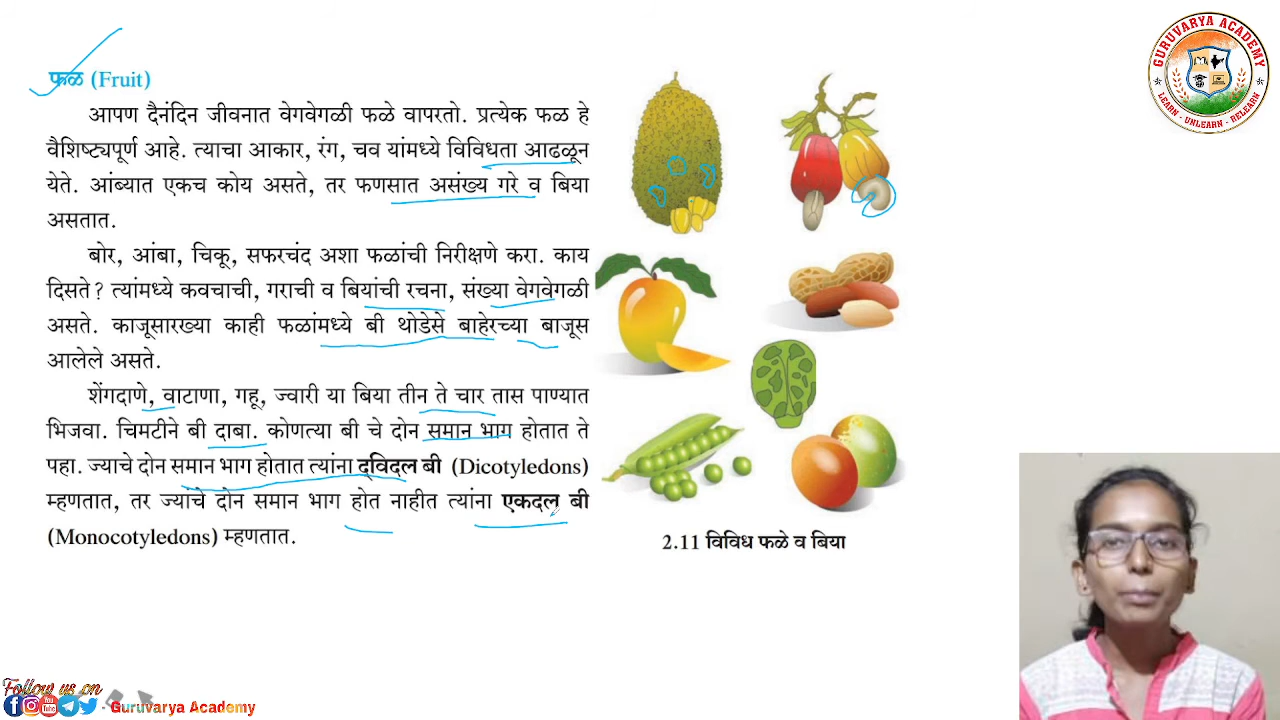 फळ (Fruit)
आपण दैनंदिन जीवनात वेगवेगळी फळे वापरतो. प्रत्येक फळ हे
वैशिष्ट्यपूर्ण आहे. त्याचा आकार, रंग, चव यांमध्ये विविधता आढळून
येते. आंब्यात एकच कोय असते, तर फणसात असंख्य गरे व बिया
असतात.
बोर, आंबा, चिकू, सफरचंद अशा फळांची निरीक्षणे करा. काय
दिसते? त्यांमध्ये कवचाची, गराची व बियांची रचना, संख्या वेगवेगळी
असते. काजूसारख्या काही फळांमध्ये बी थोडेसे बाहेरच्या बाजूस
आलेले असते.
शेंगदाणे, वाटाणा, गहू, ज्वारी या बिया तीन ते चार तास पाण्यात
भिजवा. चिमटीने बी दाबा. कोणत्या बी चे दोन समान भाग होतात ते
पहा. ज्याचे दोन समान भाग होतात त्यांना द्‌विदल बी (Dicotyledons)
म्हणतात, तर ज्याचे दोन समान भाग होत नाहीत त्यांना एकदल बी
(Monocotyledons) म्हणतात.
2.11 विविध फळे व बिया
GURUVARYA ACADEMY
LEARN - UNLEARN - RELEARN
Follow us on
- Guruvarya Academy